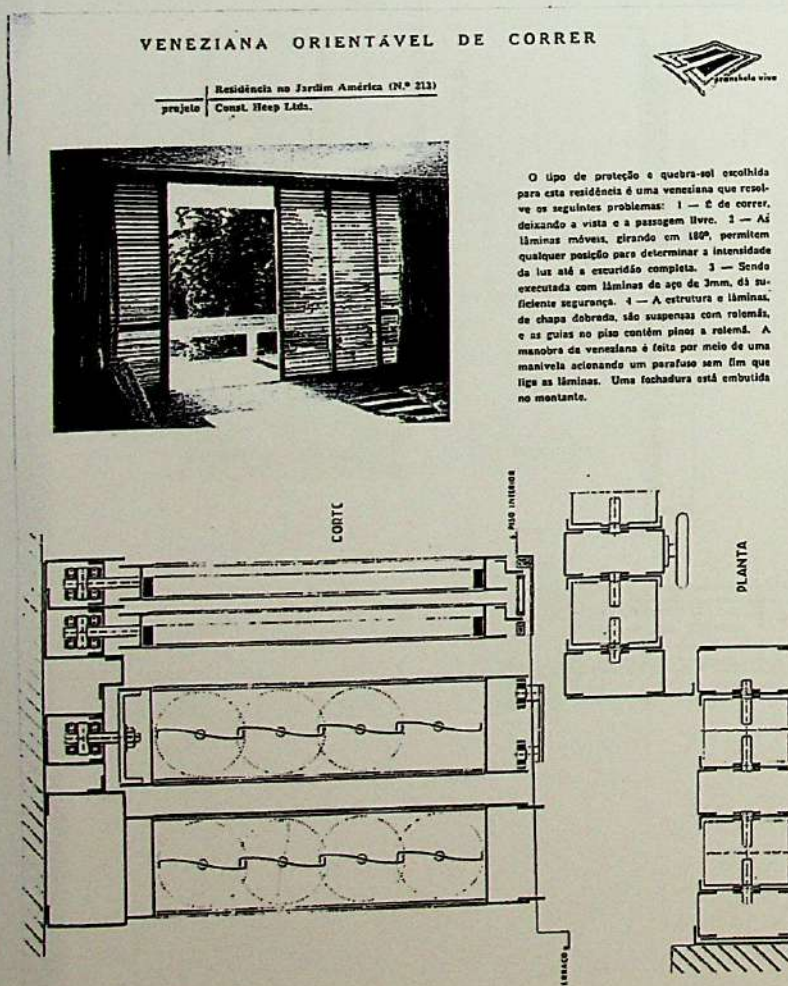 VENEZIANA ORIENTÁVEL DE CORRER
prancheta viva
projeto
Residência no Jardim América (N.º 213)
Const. Heep Ltda.
O tipo de proteção e quebra-sol escolhida
para esta residência é uma veneziana que resol-
ve os seguintes problemas: 1 — É de correr,
deixando a vista e a passagem livre. 2 — As
lâminas móveis, girando em 180º, permitem
qualquer posição para determinar a intensidade
da luz até a escuridão completa. 3 — Sendo
executada com lâminas de aço de 3mm, dá su-
ficiente segurança. 4 — A estrutura e lâminas,
de chapa dobrada, são suspensas com rolemãs,
e as guias no piso contêm pinos a rolemã. A
manobra da veneziana é feita por meio de uma
manivela acionando um parafuso sem fim que
liga as lâminas. Uma fechadura está embutida
no montante.
CORTE
PISO INTERIOR
PLANTA